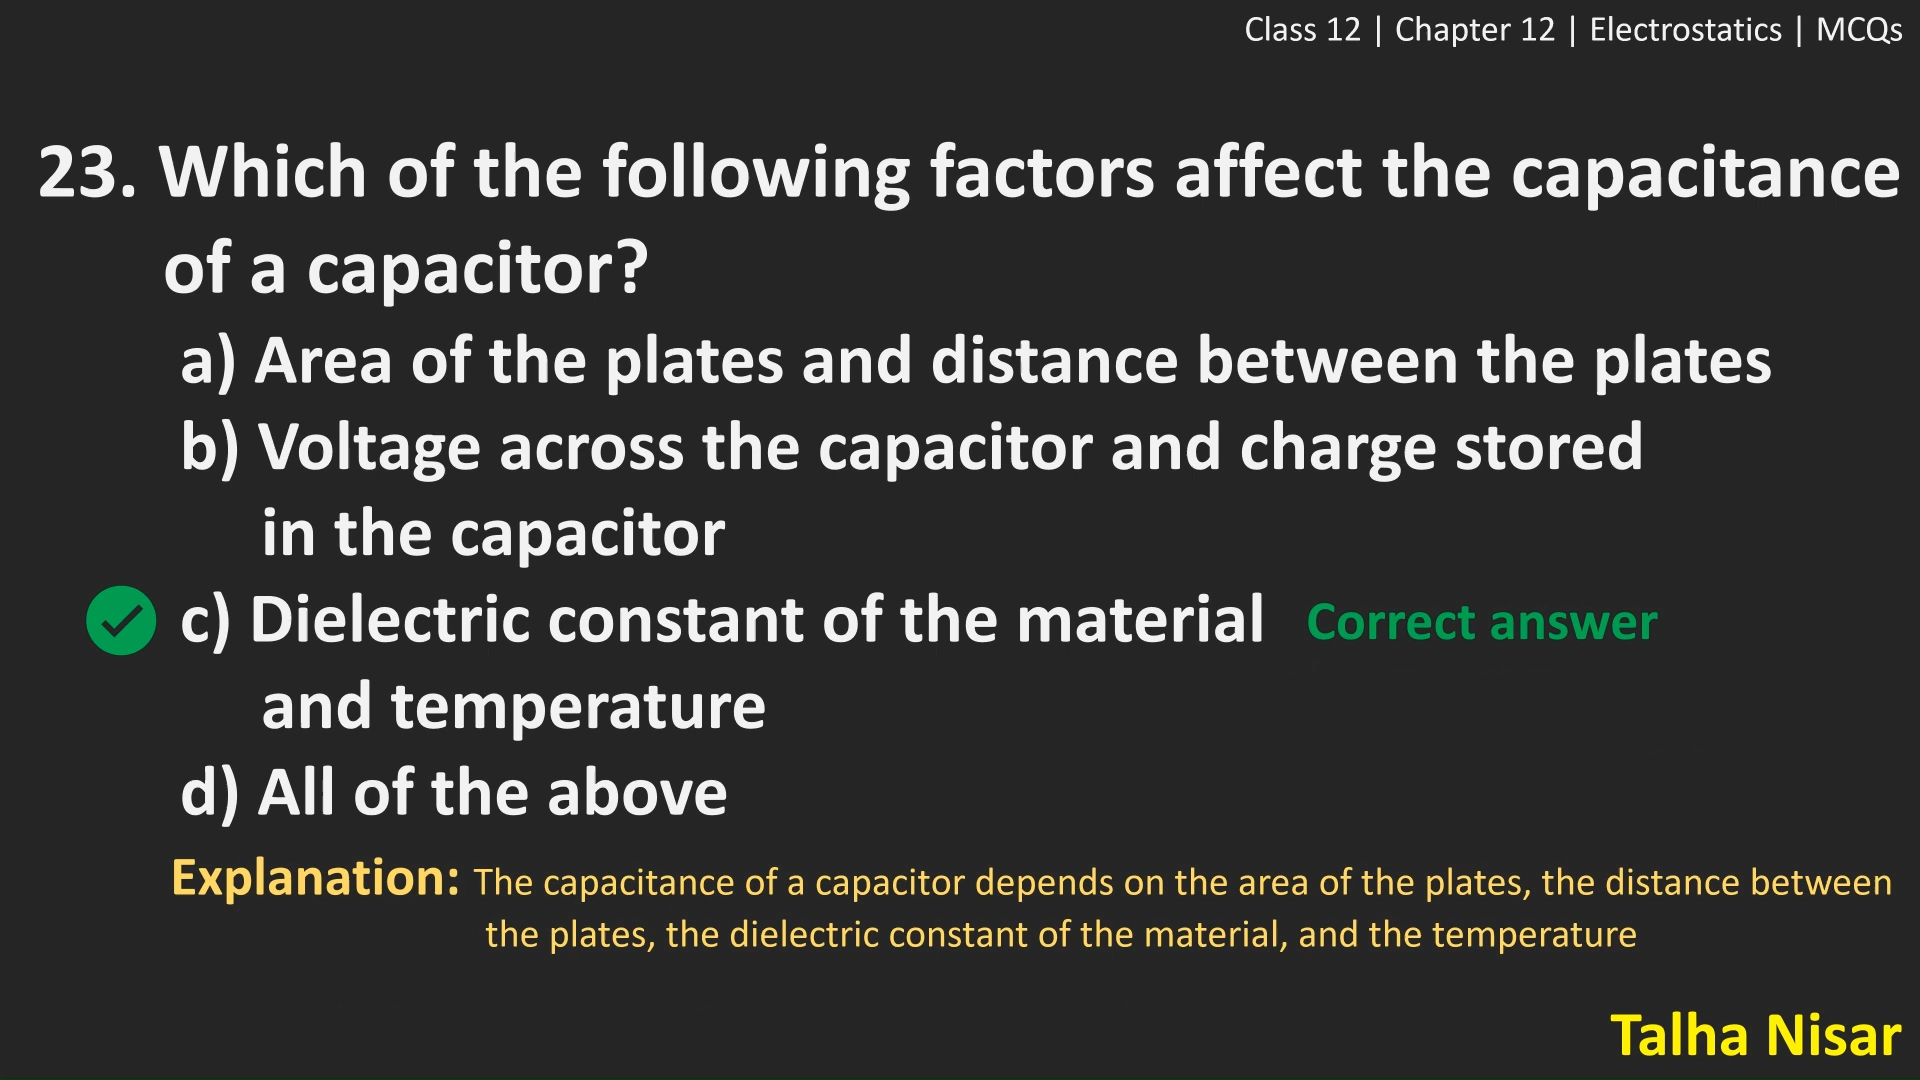 Class 12 | Chapter 12 | Electrostatics | MCQs
23. Which of the following factors affect the capacitance
of a capacitor?
a) Area of the plates and distance between the plates
b) Voltage across the capacitor and charge stored
in the capacitor
c) Dielectric constant of the material Correct answer
and temperature
d) All of the above
Explanation: The capacitance of a capacitor depends on the area of the plates, the distance between
the plates, the dielectric constant of the material, and the temperature
Talha Nisar